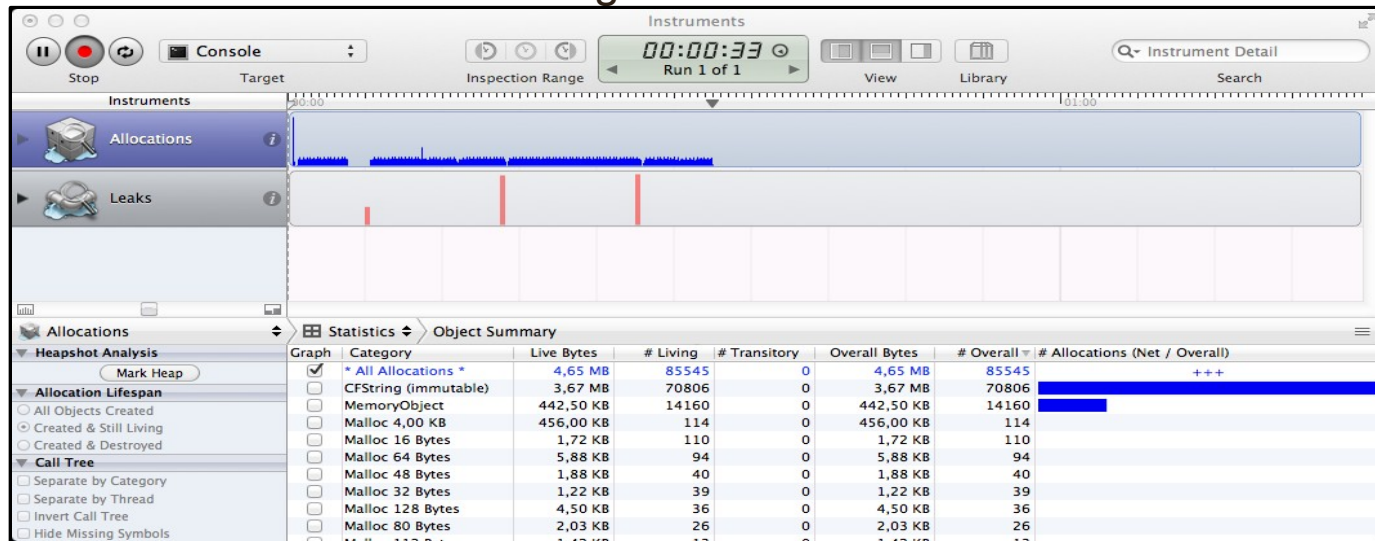 Instruments
Console
00:00:33
Run 1 of 1
Stop Target Inspection Range View Library Search
Instrument Detail
Instruments
00:00 01:00
Allocations
Leaks
Allocations Statistics Object Summary
Heapshot Analysis
Mark Heap
Allocation Lifespan
All Objects Created
Created & Still Living
Created & Destroyed
Call Tree
Separate by Category
Separate by Thread
Invert Call Tree
Hide Missing Symbols
Graph Category Live Bytes # Living # Transitory Overall Bytes # Overall # Allocations (Net / Overall)
* All Allocations * 4,65 MB 85545 0 4,65 MB 85545 +++
CFString (immutable) 3,67 MB 70806 0 3,67 MB 70806
MemoryObject 442,50 KB 14160 0 442,50 KB 14160
Malloc 4,00 KB 456,00 KB 114 0 456,00 KB 114
Malloc 16 Bytes 1,72 KB 110 0 1,72 KB 110
Malloc 64 Bytes 5,88 KB 94 0 5,88 KB 94
Malloc 48 Bytes 1,88 KB 40 0 1,88 KB 40
Malloc 32 Bytes 1,22 KB 39 0 1,22 KB 39
Malloc 128 Bytes 4,50 KB 36 0 4,50 KB 36
Malloc 80 Bytes 2,03 KB 26 0 2,03 KB 26